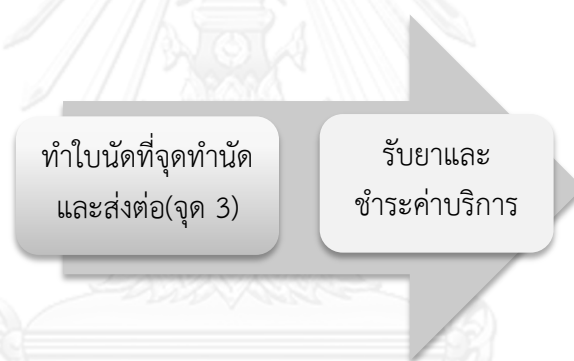 ทำใบนัดที่จุดทำนัด
และส่งต่อ(จุด 3)
รับยาและ
ชำระค่าบริการ